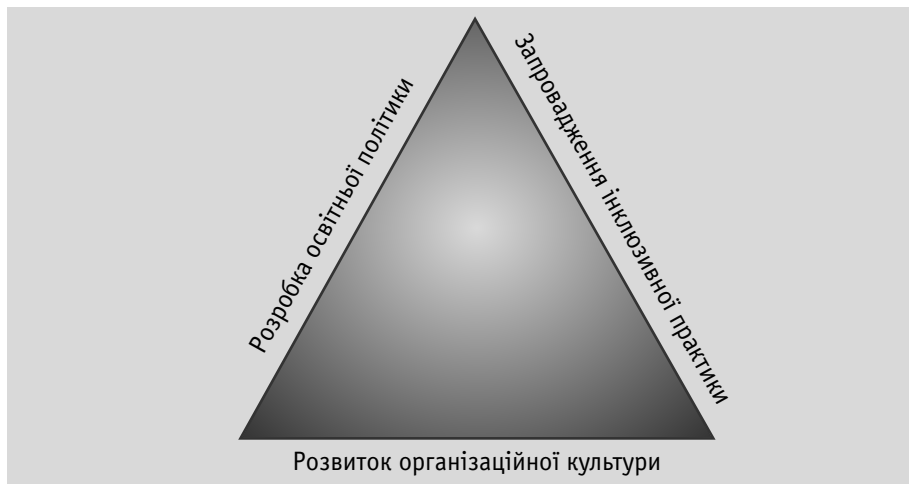 Розробка освітньої політики
Запровадження інклюзивної практики
Розвиток організаційної культури